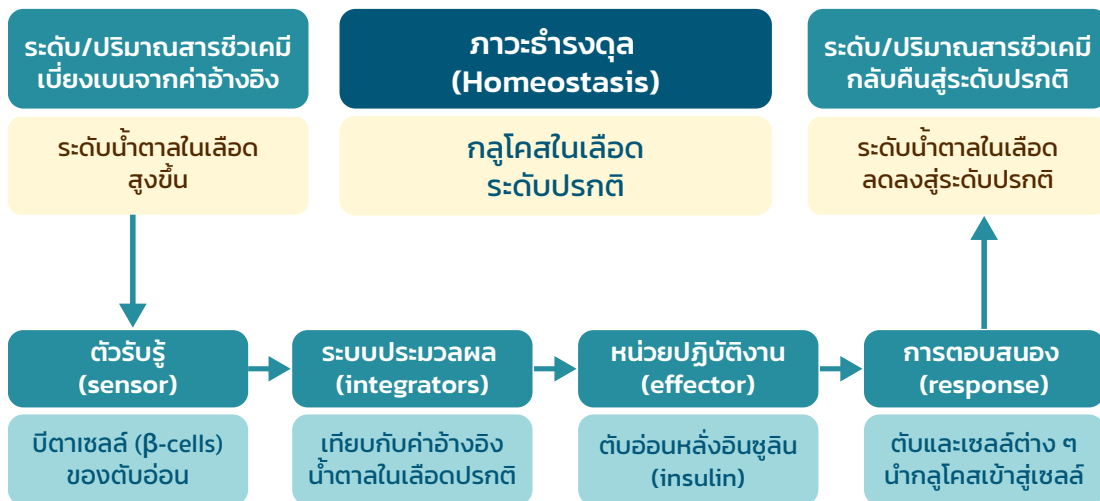 ระดับ/ปริมาณสารชีวเคมี
เบี่ยงเบนจากค่าอ้างอิง
ระดับน้ำตาลในเลือด
สูงขึ้น
ภาวะธำรงดุล
(Homeostasis)
กลูโคสในเลือด
ระดับปรกติ
ระดับ/ปริมาณสารชีวเคมี
กลับคืนสู่ระดับปรกติ
ระดับน้ำตาลในเลือด
ลดลงสู่ระดับปรกติ
ตัวรับรู้
(sensor)
บีตาเซลล์ (β-cells)
ของตับอ่อน
ระบบประมวลผล
(integrators)
เทียบกับค่าอ้างอิง
น้ำตาลในเลือดปรกติ
หน่วยปฏิบัติงาน
(effector)
ตับอ่อนหลั่งอินซูลิน
(insulin)
การตอบสนอง
(response)
ตับและเซลล์ต่าง ๆ
นำกลูโคสเข้าสู่เซลล์